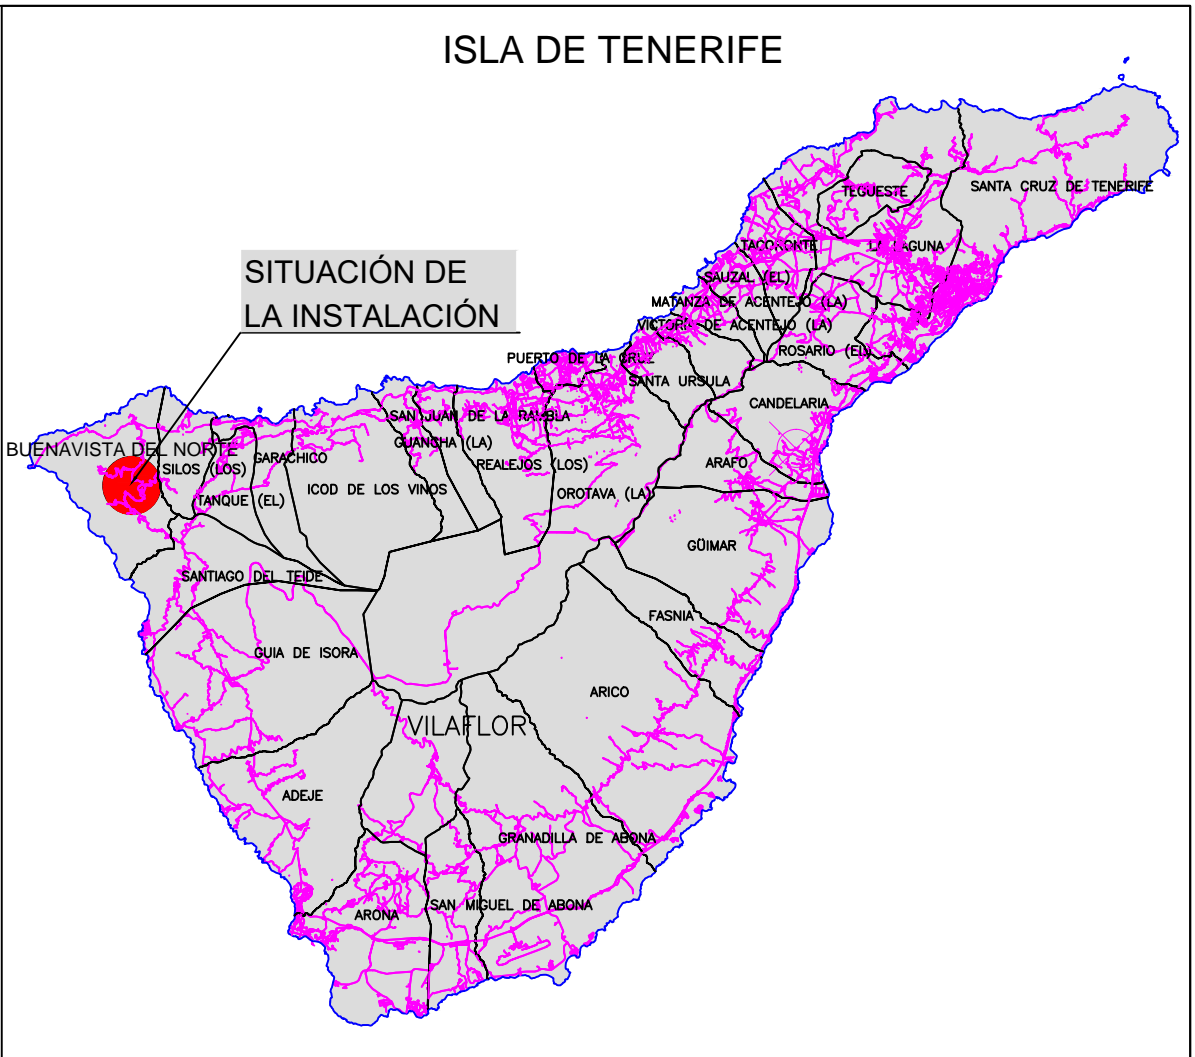 ISLA DE TENERIFE
TEGUESTE
SANTA CRUZ DE TENERIFE
TACORONTE
LA LAGUNA
SITUACIÓN DE
LA INSTALACIÓN
SAUZAL (EL)
MATANZA DE ACENTEJO (LA)
VICTORIA DE ACENTEJO (LA)
ROSARIO (EL)
PUERTO DE LA CRUZ
SANTA URSULA
CANDELARIA
SAN JUAN DE LA RAMBLA
GUANCHA (LA)
BUENAVISTA DEL NORTE
GARACHICO
SILOS (LOS)
REALEJOS (LOS)
ARAFO
ICOD DE LOS VINOS
OROTAVA (LA)
TANQUE (EL)
GÜIMAR
SANTIAGO DEL TEIDE
FASNIA
GUIA DE ISORA
ARICO
VILAFLOR
ADEJE
GRANADILLA DE ABONA
SAN MIGUEL DE ABONA
ARONA